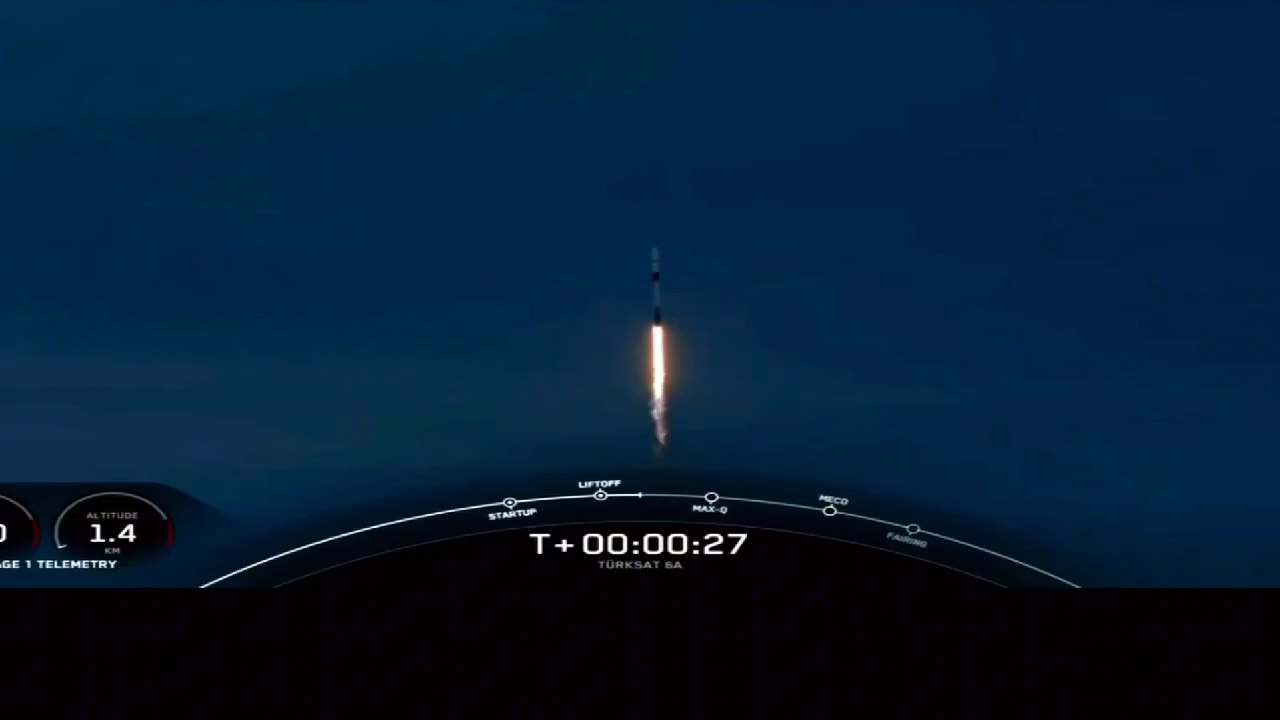 LIFTOFF
STARTUP
MAX-Q
MECO
FAIRING
ALTITUDE
1.4
KM
AGE 1 TELEMETRY
T+00:00:27
TÜRKSAT 6A